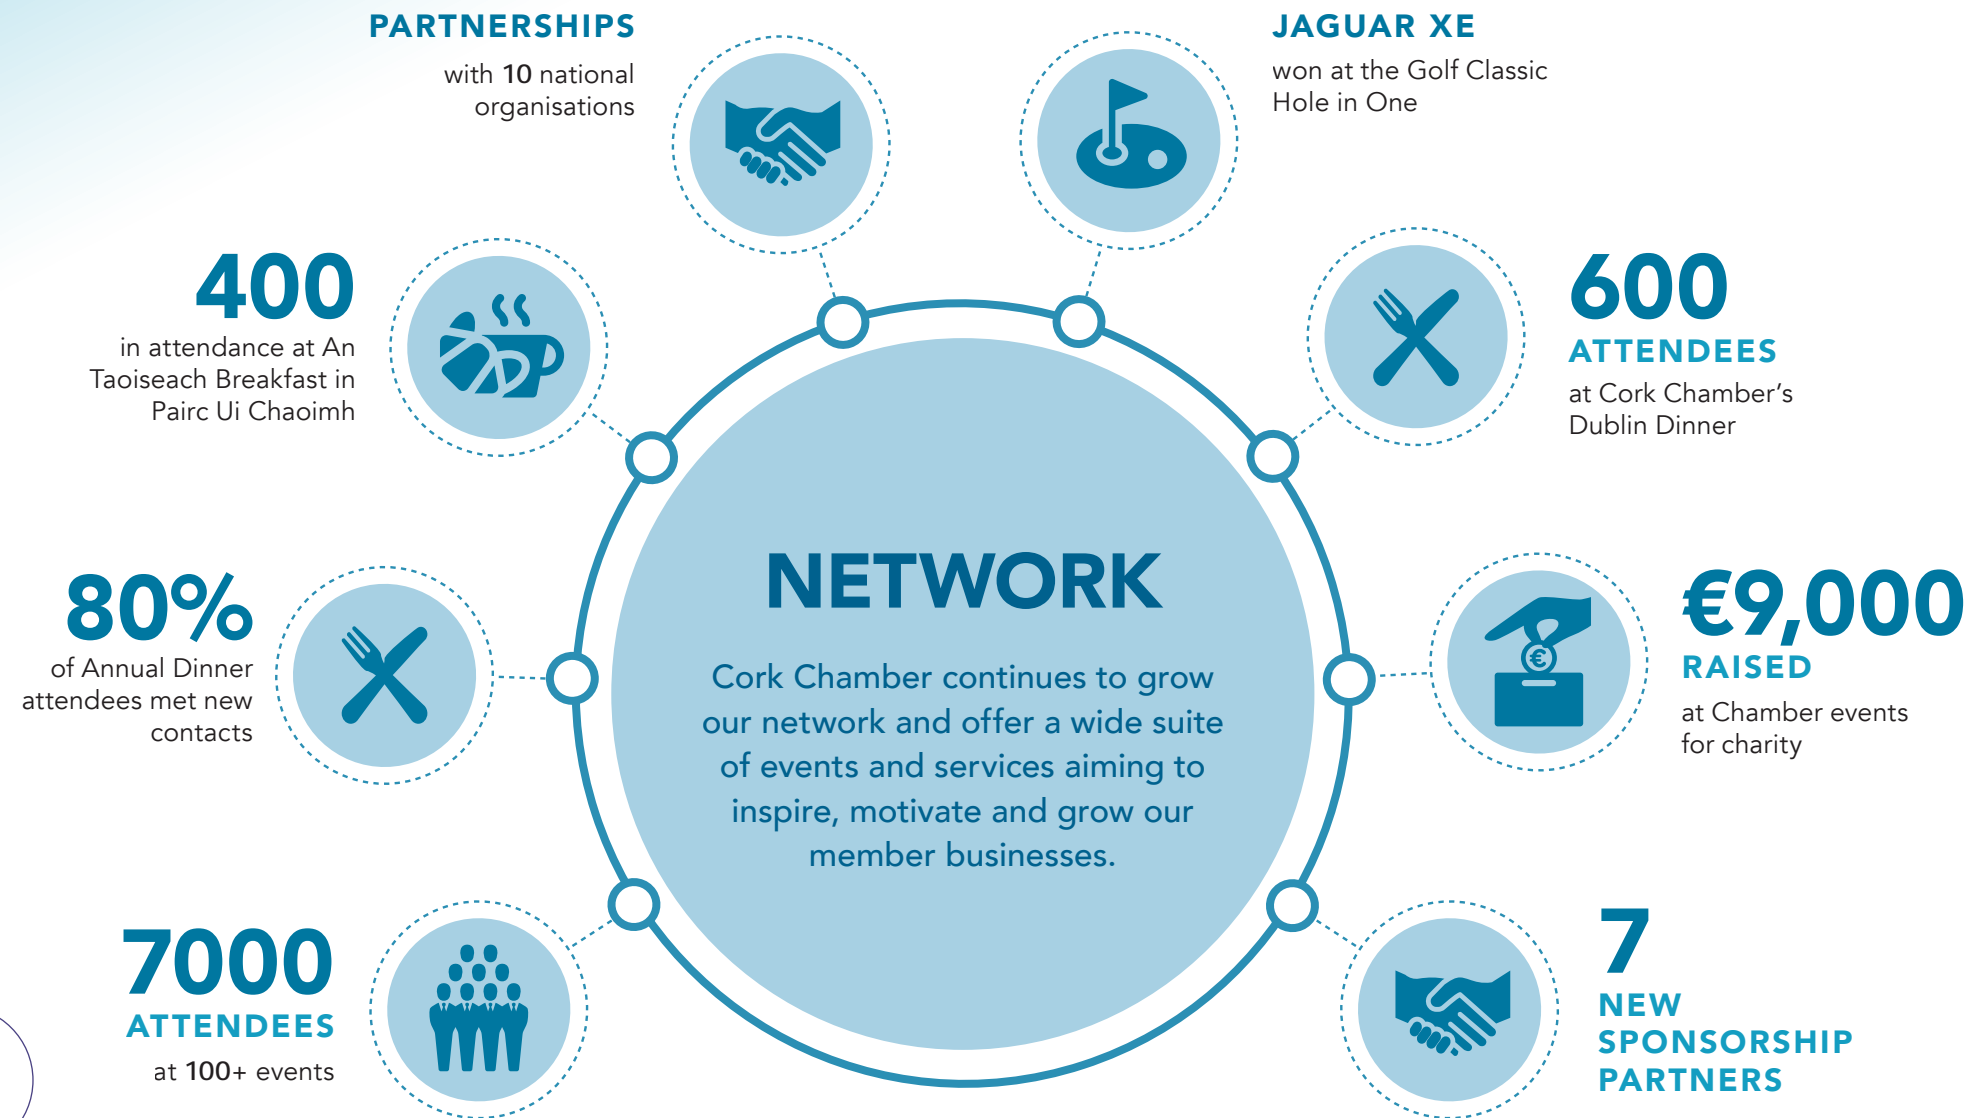 PARTNERSHIPS
with 10 national
organisations
JAGUAR XE
won at the Golf Classic
Hole in One
400
in attendance at An
Taoiseach Breakfast in
Pairc Ui Chaoimh
600
ATTENDEES
at Cork Chamber's
Dublin Dinner
80%
of Annual Dinner
attendees met new
contacts
NETWORK
Cork Chamber continues to grow
our network and offer a wide suite
of events and services aiming to
inspire, motivate and grow our
member businesses.
€9,000
RAISED
at Chamber events
for charity
€
7000
ATTENDEES
at 100+ events
7
NEW
SPONSORSHIP
PARTNERS